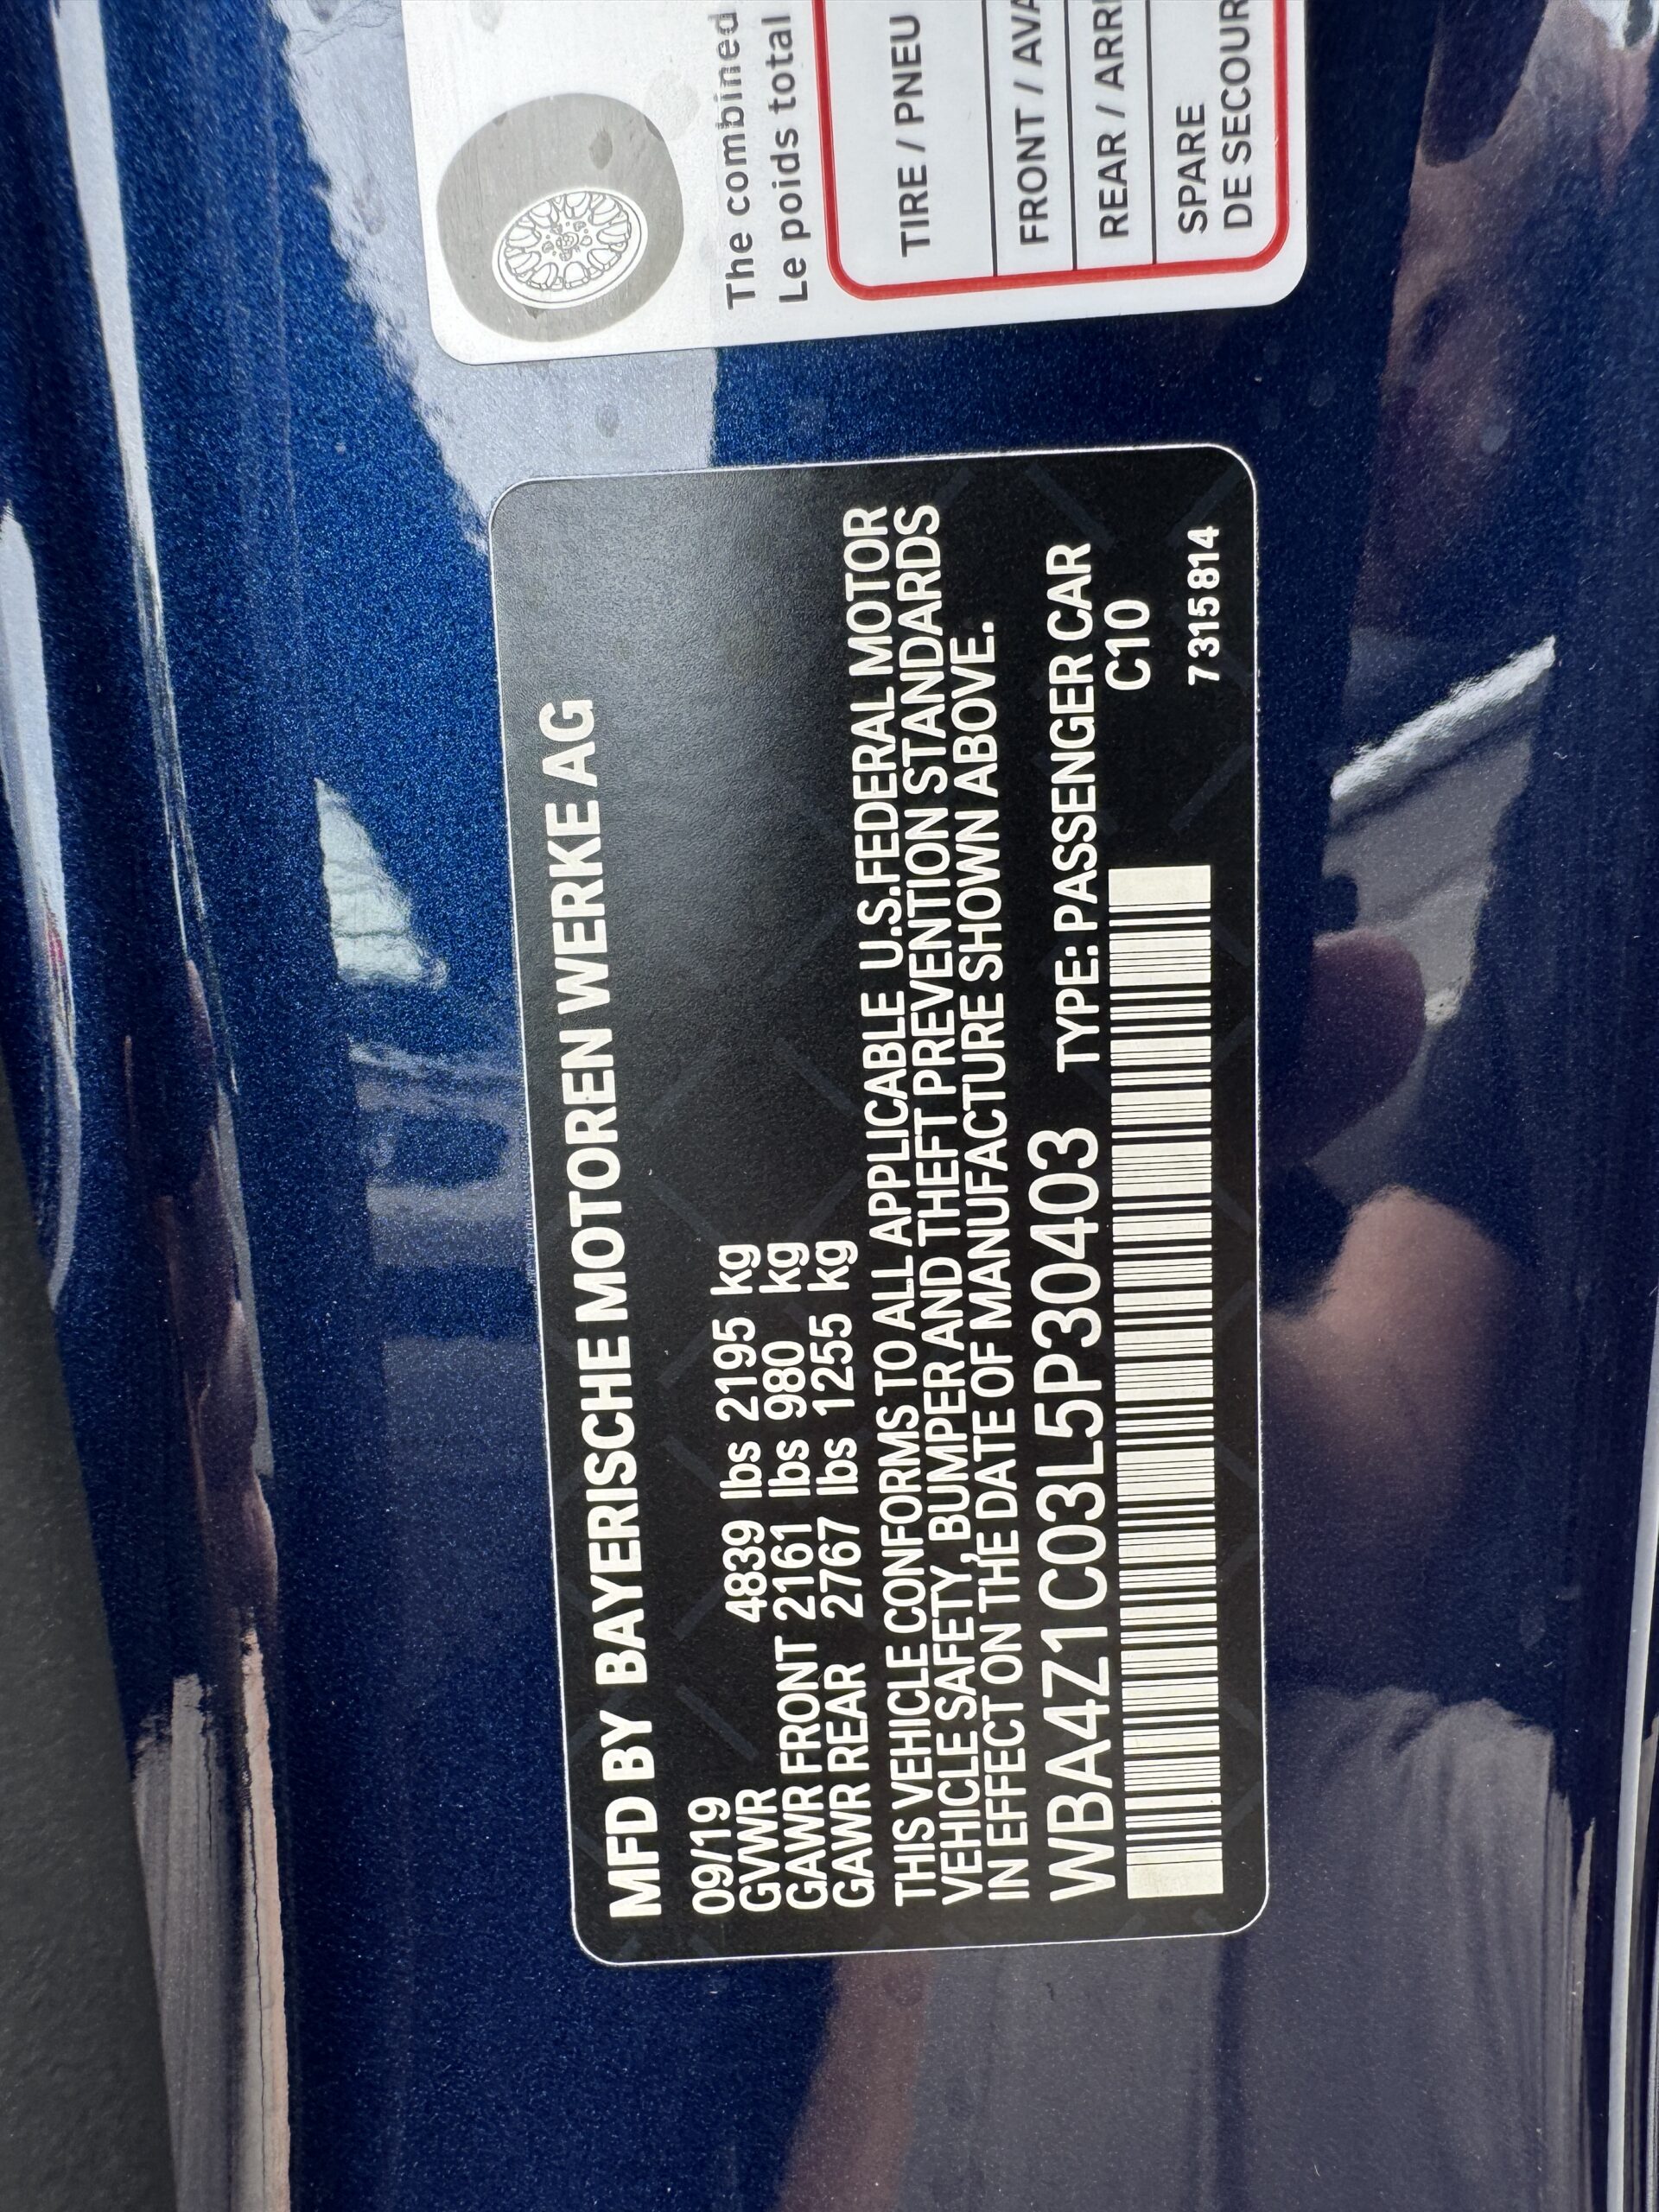 MFD BY BAYERISCHE MOTOREN WERKE AG
09/19
GVWR 4839 lbs 2195 kg
GAWR FRONT 2161 lbs 980 kg
GAWR REAR 2767 lbs 1255 kg
THIS VEHICLE CONFORMS TO ALL APPLICABLE U.S.FEDERAL MOTOR
VEHICLE SAFETY, BUMPER AND THEFT PREVENTION STANDARDS
IN EFFECT ON THE DATE OF MANUFACTURE SHOWN ABOVE.
WBA4Z1C03L5P30403 TYPE: PASSENGER CAR
C10
7315814
The combined
Le poids total
TIRE / PNEU
FRONT /
REAR /
SPARE
DE